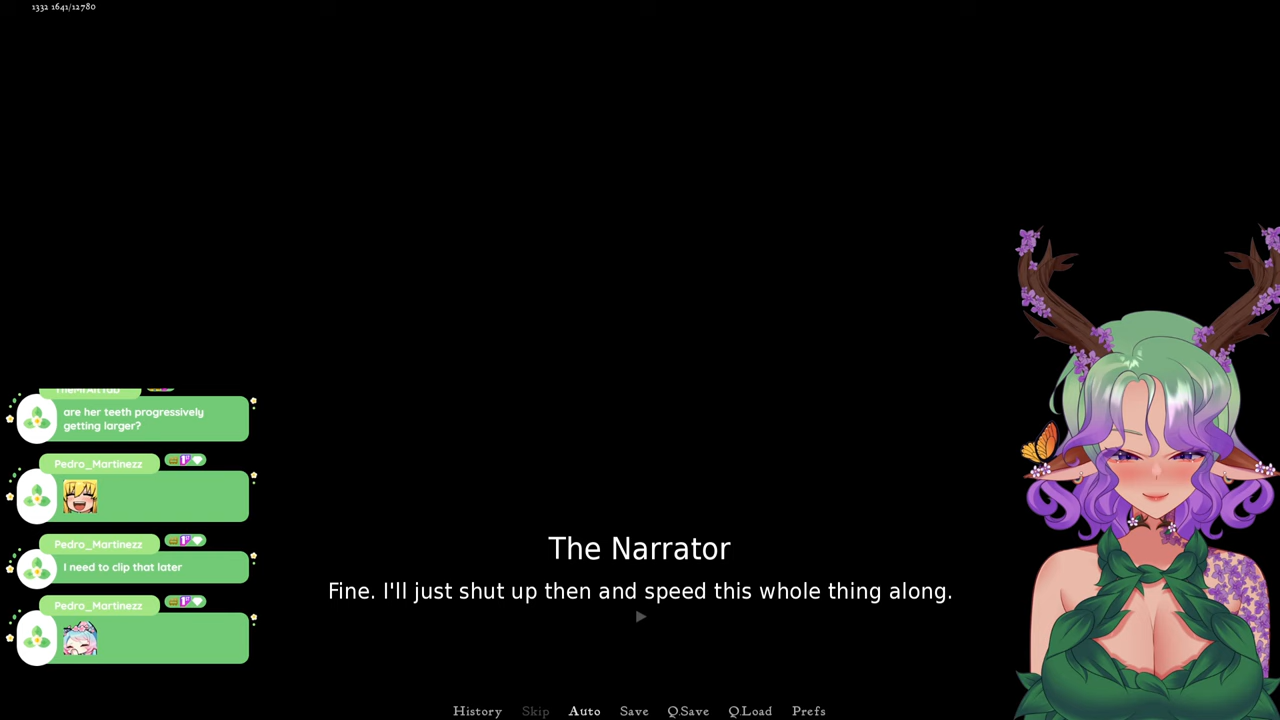 1332 1641/12780
TheMrAltTab
are her teeth progressively
getting larger?
Pedro_Martinezz
Pedro_Martinezz
I need to clip that later
Pedro_Martinezz
The Narrator
Fine. I'll just shut up then and speed this whole thing along.
History Skip Auto Save Q.Save Q.Load Prefs